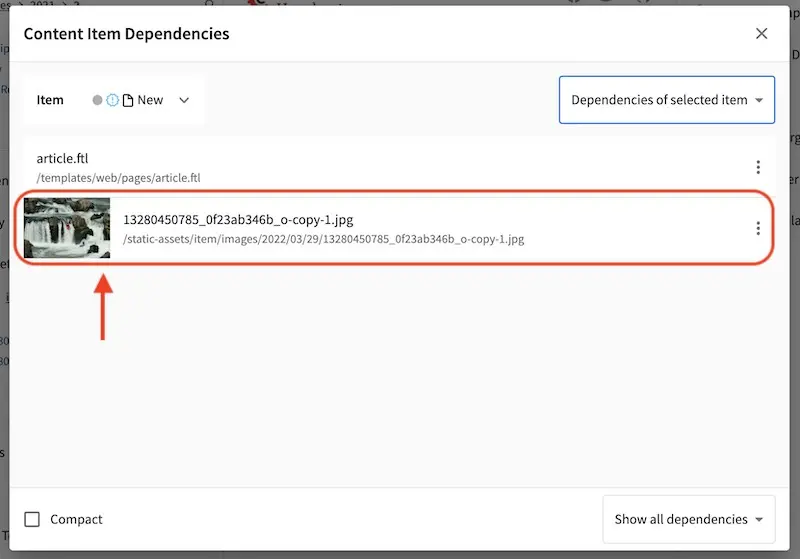 Content Item Dependencies
Item
New
Dependencies of selected item
article.ftl
/templates/web/pages/article.ftl
13280450785_0f23ab346b_o-copy-1.jpg
/static-assets/item/images/2022/03/29/13280450785_0f23ab346b_o-copy-1.jpg
Compact
Show all dependencies